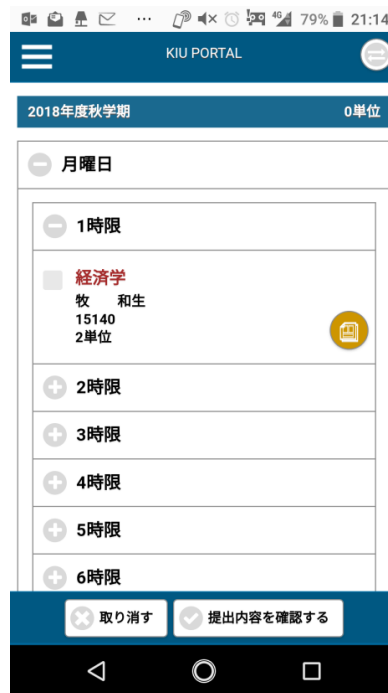 … 4G 79% 21:14
KIU PORTAL
2018年度秋学期 0単位
月曜日
1時限
経済学
牧 和生
15140
2単位
2時限
3時限
4時限
5時限
6時限
取り消す 提出内容を確認する